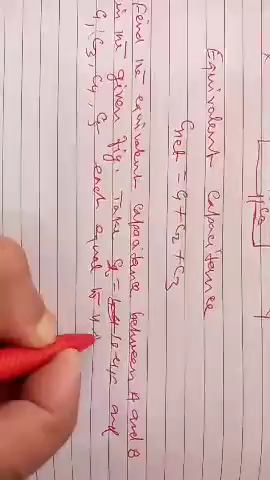 Equivalent Capacitance
Cnet = C1 + C2 + C3
Find the equivalent capacitance between A and B
in the given fig. Take C2 = 10 μF and
C1, C3, C4, C5 each equal to 4